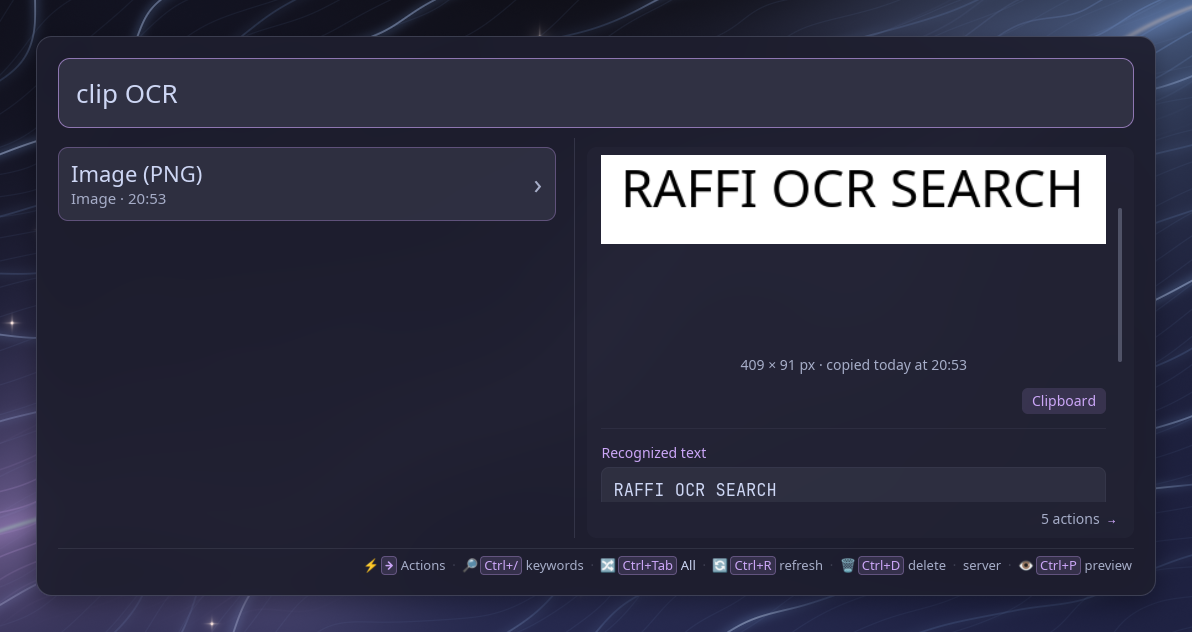 clip OCR
Image (PNG)
Image · 20:53
RAFFI OCR SEARCH
409 × 91 px · copied today at 20:53
Clipboard
Recognized text
RAFFI OCR SEARCH
5 actions →
⚡ → Actions · 🔎 Ctrl+/ keywords · 🔀 Ctrl+Tab All · 🔄 Ctrl+R refresh · 🗑️ Ctrl+D delete · server · 👁️ Ctrl+P preview